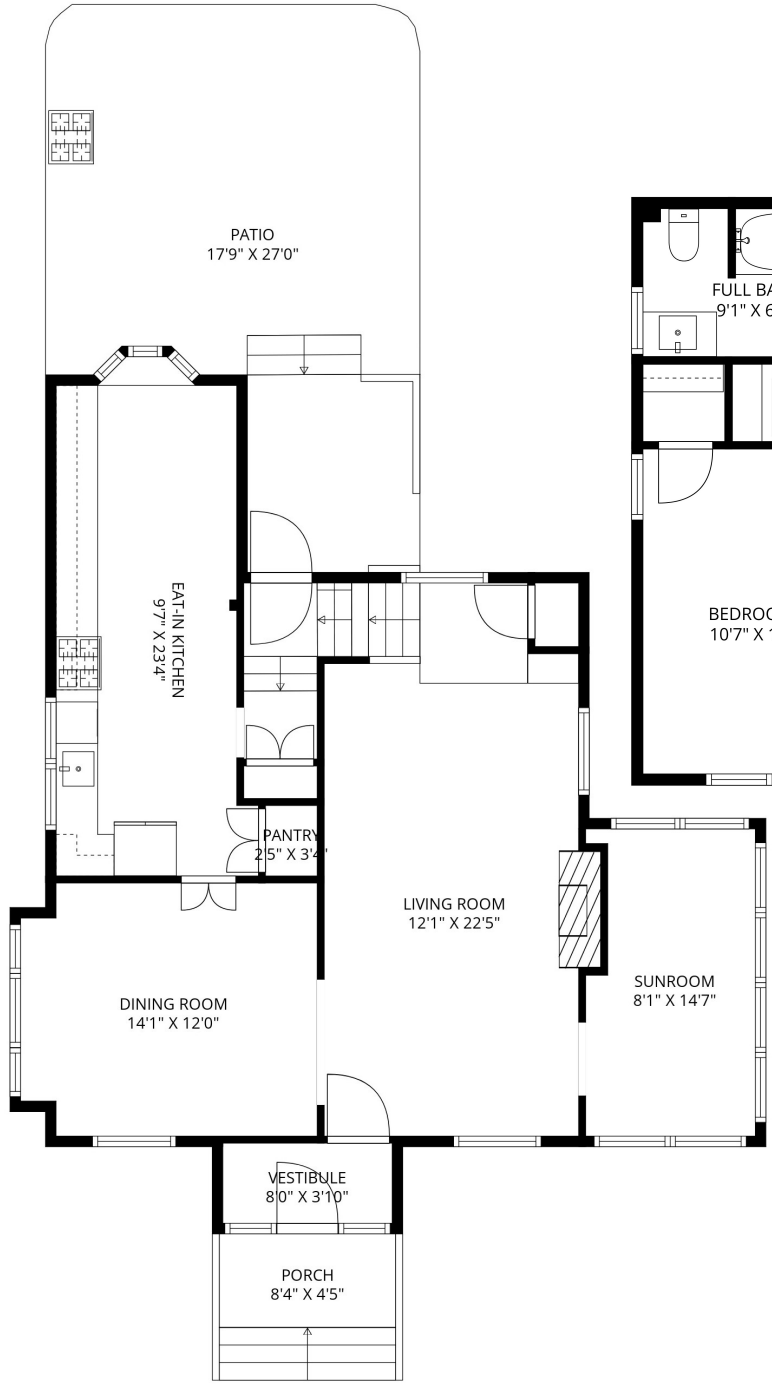 PATIO
17'9" X 27'0"
FULL BA
9'1" X 6
EAT-IN KITCHEN
9'7" X 23'4"
BEDROO
10'7" X 1
PANTRY
2'5" X 3'4"
LIVING ROOM
12'1" X 22'5"
SUNROOM
8'1" X 14'7"
DINING ROOM
14'1" X 12'0"
VESTIBULE
8'0" X 3'10"
PORCH
8'4" X 4'5"